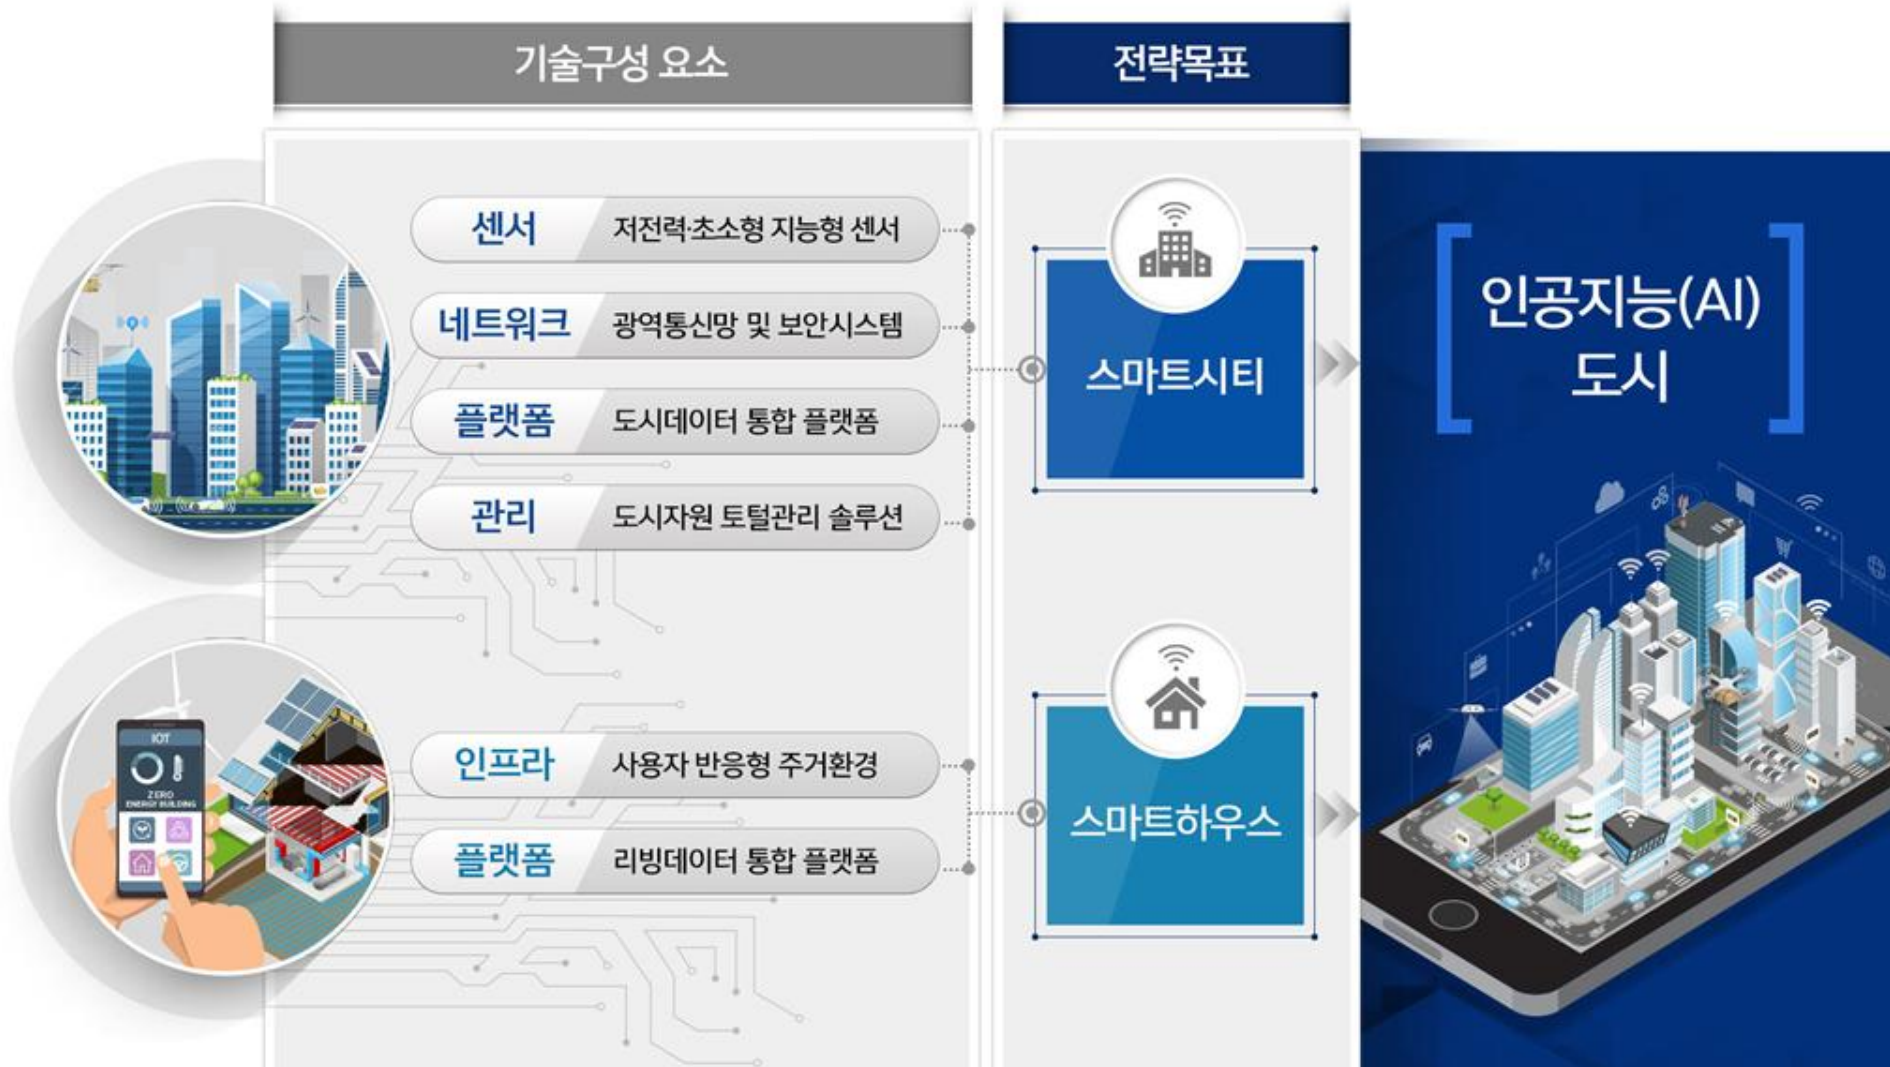 기술구성 요소
전략목표
센서 저전력·초소형 지능형 센서
네트워크 광역통신망 및 보안시스템
플랫폼 도시데이터 통합 플랫폼
관리 도시자원 토털관리 솔루션
스마트시티
인공지능(AI)
도시
IOT
ZERO
ENERGY BUILDING
인프라 사용자 반응형 주거환경
플랫폼 리빙데이터 통합 플랫폼
스마트하우스